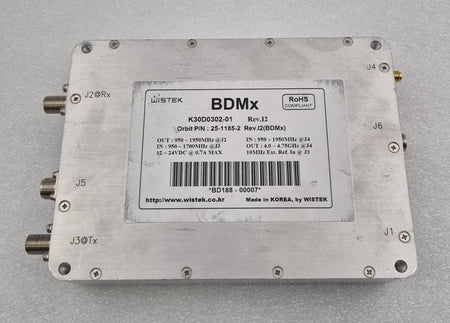 WISTEK
BDMx
RoHS
COMPLIANT
K30D0302-01 Rev.I2
Orbit P/N.: 25-1185-2 Rev.I2(BDMx)
OUT : 950 ~ 1950MHz @J2
IN : 950 ~ 1950MHz @J4
IN : 950 ~ 1700MHz @J3
OUT : 4.0 ~ 4.75GHz @J4
12 ~ 24VDC @ 0.7A MAX
10MHz Ext. Ref. In @ J3
*BD188 - 00007*
http://www.wistek.co.kr
Made in KOREA, by WISTEK
J2@Rx
J5
J3@Tx
J4
J6
J1